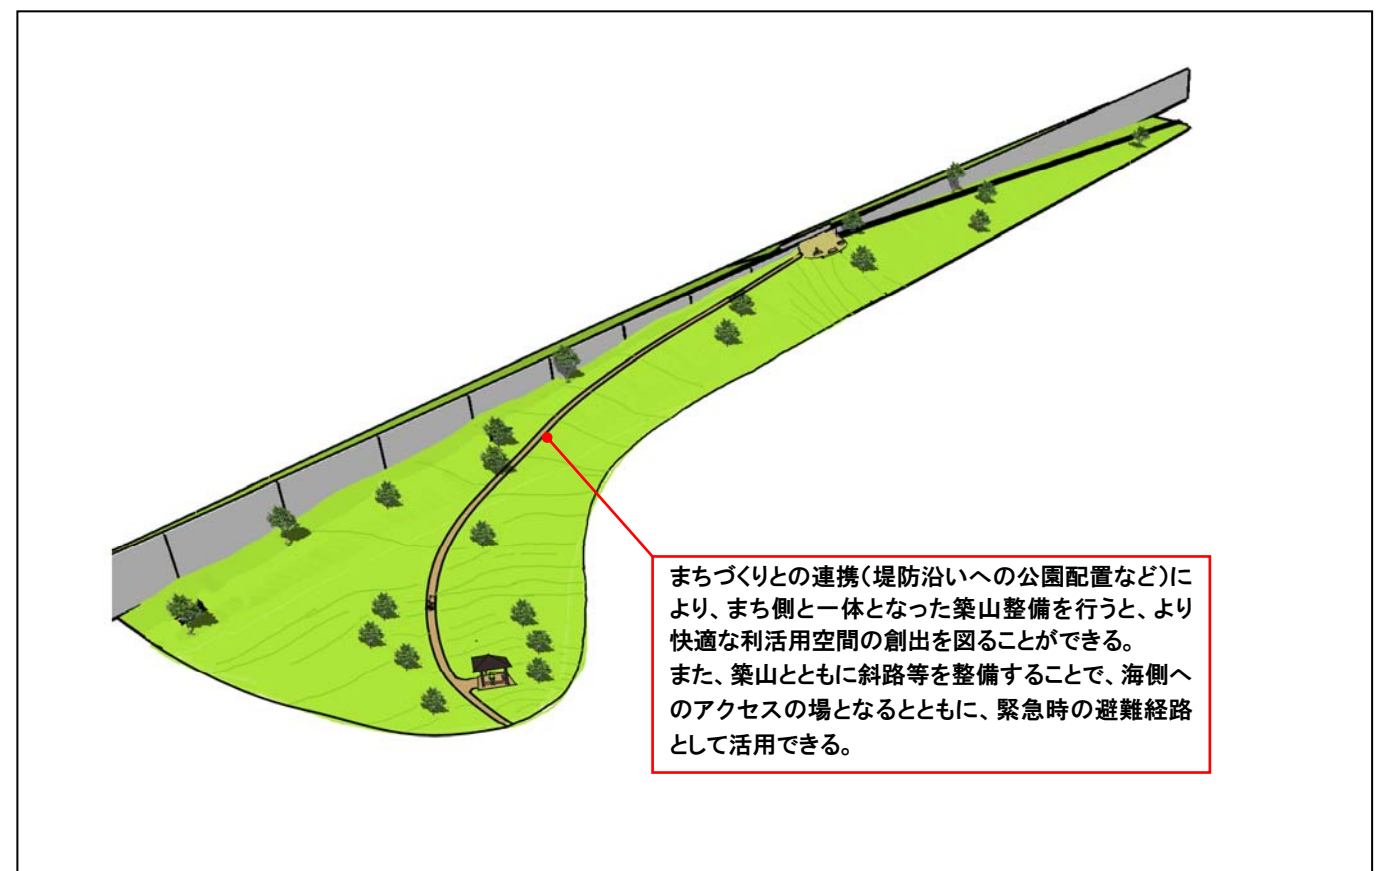 まちづくりとの連携（堤防沿いへの公園配置など）に
より、まち側と一体となった築山整備を行うと、より
快適な利活用空間の創出を図ることができる。
また、築山とともに斜路等を整備することで、海側へ
のアクセスの場となるとともに、緊急時の避難経路
として活用できる。